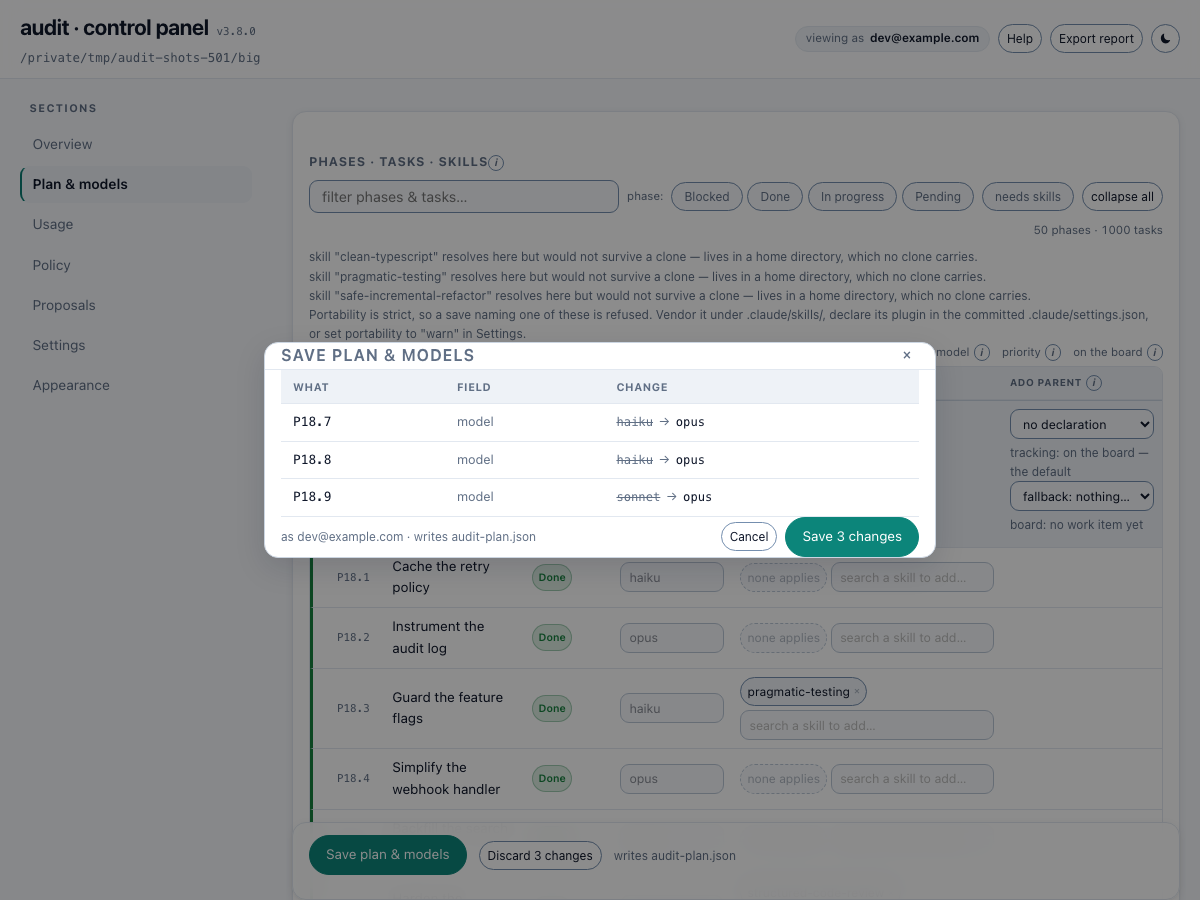 audit · control panel v3.8.0
/private/tmp/audit-shots-501/big
viewing as dev@example.com
Help
Export report
SECTIONS
Overview
Plan & models
Usage
Policy
Proposals
Settings
Appearance
PHASES · TASKS · SKILLS i
filter phases & tasks...
phase: Blocked Done In progress Pending needs skills collapse all
50 phases · 1000 tasks
skill "clean-typescript" resolves here but would not survive a clone — lives in a home directory, which no clone carries.
skill "pragmatic-testing" resolves here but would not survive a clone — lives in a home directory, which no clone carries.
skill "safe-incremental-refactor" resolves here but would not survive a clone — lives in a home directory, which no clone carries.
Portability is strict, so a save naming one of these is refused. Vendor it under .claude/skills/, declare its plugin in the committed .claude/settings.json,
or set portability to "warn" in Settings.
model i priority i on the board i
ADO PARENT i
no declaration
tracking: on the board —
the default
fallback: nothing...
board: no work item yet
SAVE PLAN & MODELS ×
WHAT FIELD CHANGE
P18.7 model haiku → opus
P18.8 model haiku → opus
P18.9 model sonnet → opus
as dev@example.com · writes audit-plan.json Cancel Save 3 changes
P18.1 Cache the retry policy Done haiku none applies search a skill to add...
P18.2 Instrument the audit log Done opus none applies search a skill to add...
P18.3 Guard the feature flags Done haiku pragmatic-testing × search a skill to add...
P18.4 Simplify the webhook handler Done opus none applies search a skill to add...
Save plan & models Discard 3 changes writes audit-plan.json